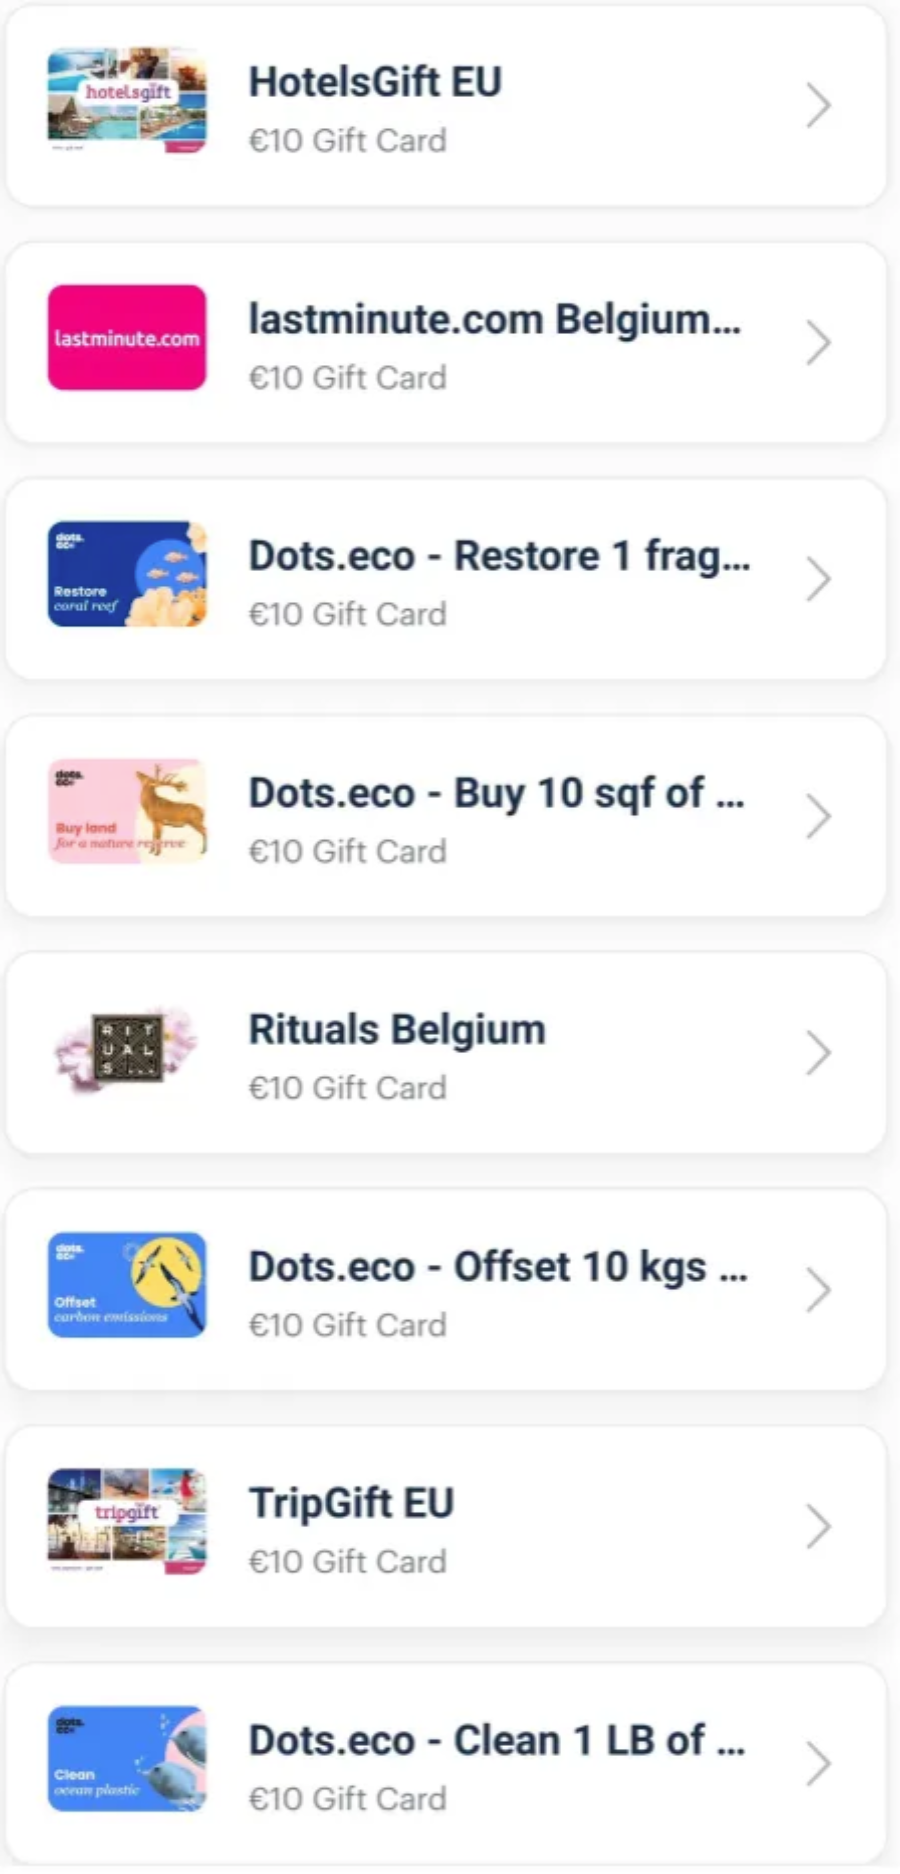 hotelsgift
HotelsGift EU
€10 Gift Card
lastminute.com
lastminute.com Belgium...
€10 Gift Card
dots.
eco
Restore
coral reef
Dots.eco - Restore 1 frag...
€10 Gift Card
dots.
eco
Buy land
for a nature reserve
Dots.eco - Buy 10 sqf of ...
€10 Gift Card
RIT
UAL
S...
Rituals Belgium
€10 Gift Card
dots.
eco
Offset
carbon emissions
Dots.eco - Offset 10 kgs ...
€10 Gift Card
tripgift
TripGift EU
€10 Gift Card
dots.
eco
Clean
ocean plastic
Dots.eco - Clean 1 LB of ...
€10 Gift Card